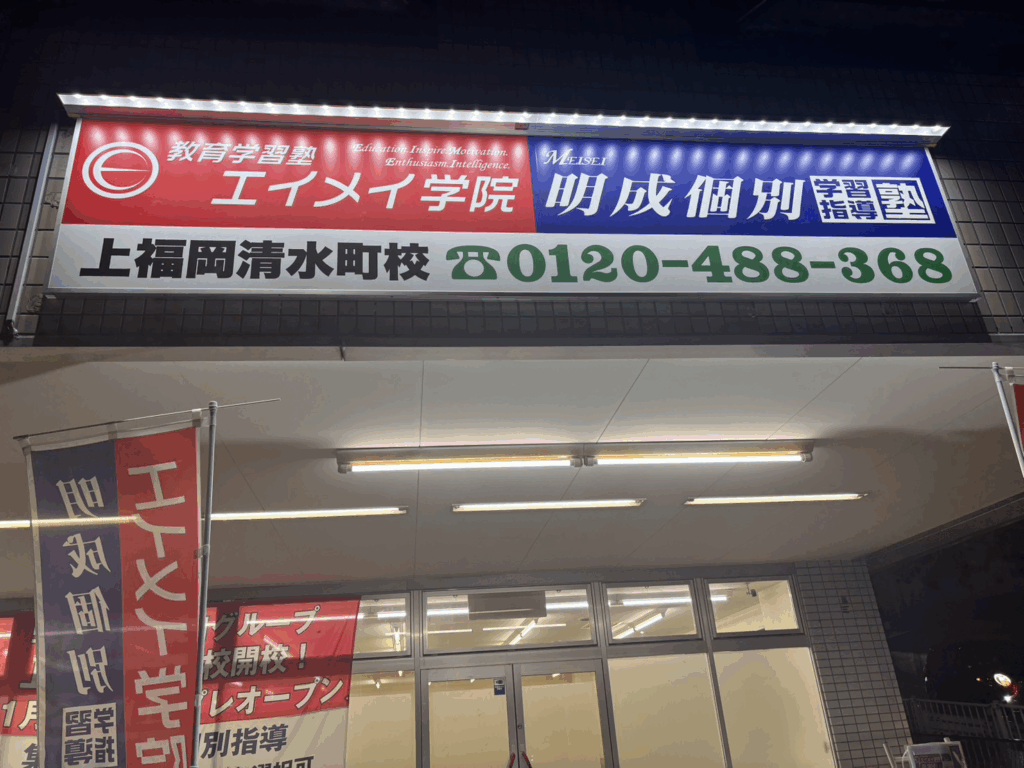 教育学習塾
Education.Inspire.Motivation.
Enthusiasm.Intelligence.
エイメイ学院
MEISEI
明成個別
学習
指導
塾
上福岡清水町校 ☎0120-488-368
エイメイ学院
明成個別
学習
指導
グループ
校開校!
1月
プレオープン
別指導